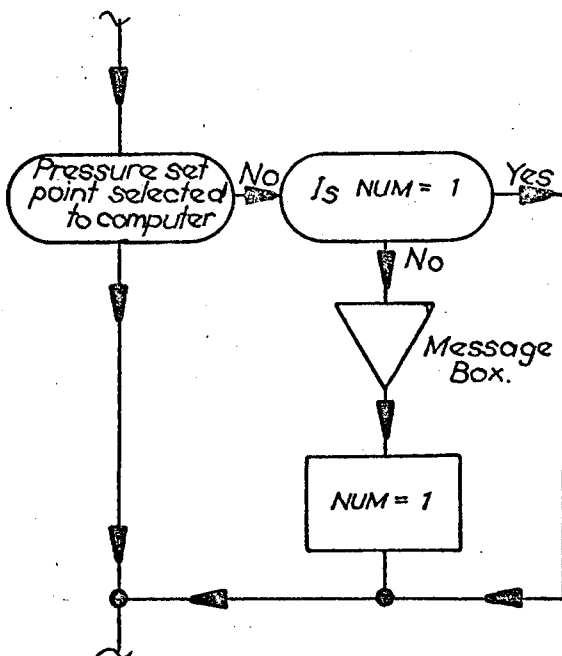 Pressure set
point selected
to computer
No
Is NUM = 1
Yes
No
Message
Box.
NUM = 1